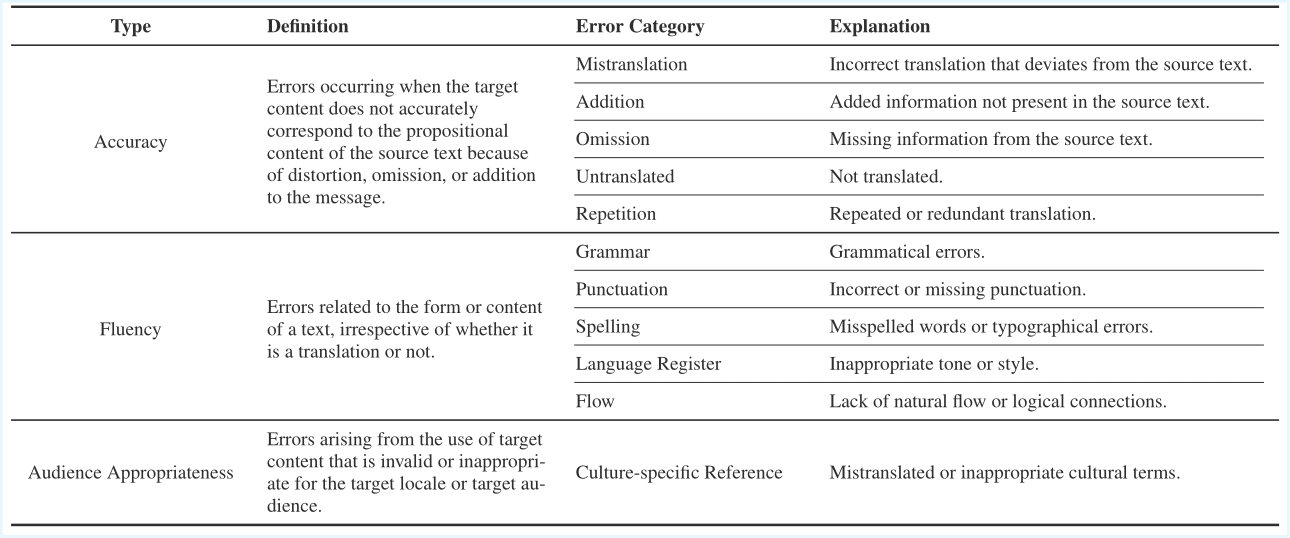 Type Definition Error Category Explanation
Accuracy
Errors occurring when the target
content does not accurately
correspond to the propositional
content of the source text because
of distortion, omission, or addition
to the message.
Mistranslation Incorrect translation that deviates from the source text.
Addition Added information not present in the source text.
Omission Missing information from the source text.
Untranslated Not translated.
Repetition Repeated or redundant translation.
Fluency
Errors related to the form or content
of a text, irrespective of whether it
is a translation or not.
Grammar Grammatical errors.
Punctuation Incorrect or missing punctuation.
Spelling Misspelled words or typographical errors.
Language Register Inappropriate tone or style.
Flow Lack of natural flow or logical connections.
Audience Appropriateness
Errors arising from the use of target
content that is invalid or inappropri-
ate for the target locale or target au-
dience.
Culture-specific Reference Mistranslated or inappropriate cultural terms.